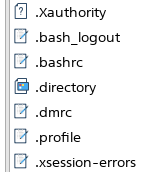 .Xauthority
.bash_logout
.bashrc
.directory
.dmrc
.profile
.xsession-errors